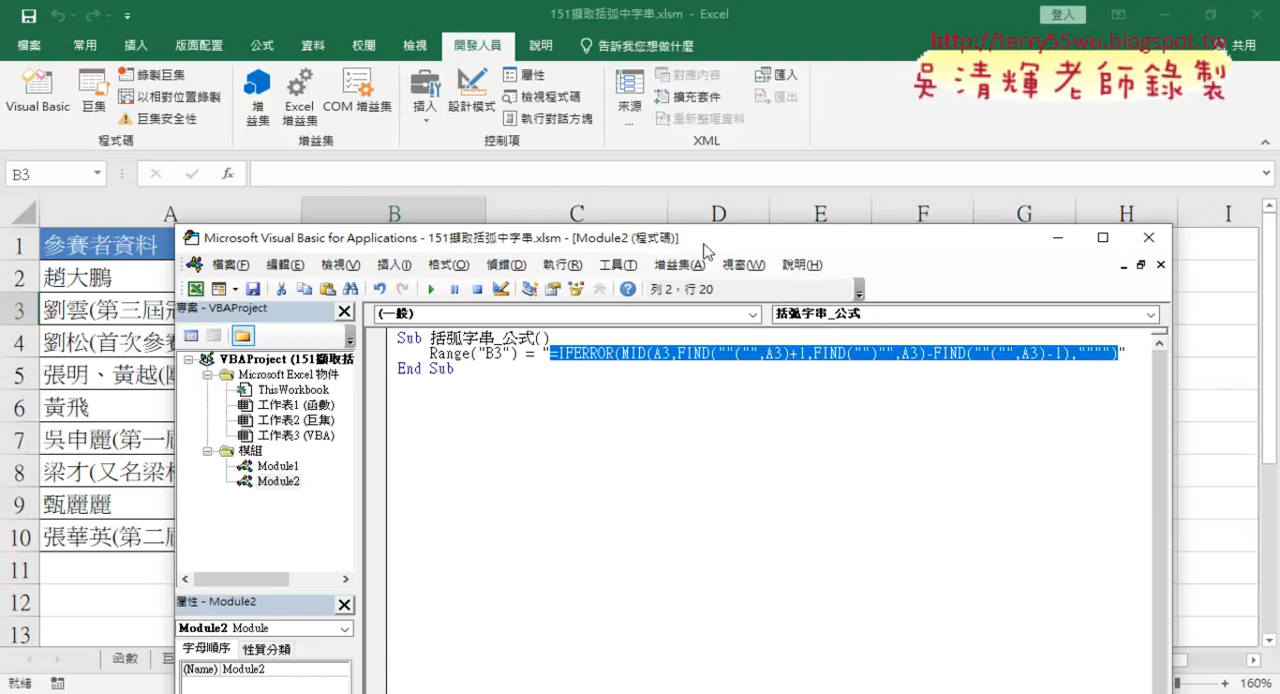 151擷取括弧中字串.xlsm - Excel
登入
檔案 常用 插入 版面配置 公式 資料 校閱 檢視 開發人員 說明 告訴我您想做什麼 共用
http://terry55wu.blogspot.tw
吳清輝老師錄製
Visual Basic 巨集 錄製巨集 以相對位置錄製 巨集安全性
程式碼
增益集 Excel 增益集 COM 增益集
增益集
插入 設計模式 屬性 檢視程式碼 執行對話方塊
控制項
來源... 對應內容 擴充套件 重新整理資料 匯入 匯出
XML
B3 fx
A B C D E F G H I
1 參賽者資料
2 趙大鵬
3 劉雲(第三屆
4 劉松(首次參
5 張明、黃越(
6 黃飛
7 吳申麗(第一
8 梁才(又名梁
9 甄麗麗
10 張華英(第二
11
12
13
Microsoft Visual Basic for Applications - 151擷取括弧中字串.xlsm - [Module2 (程式碼)]
檔案(F) 編輯(E) 檢視(V) 插入(I) 格式(O) 偵錯(D) 執行(R) 工具(T) 增益集(A) 視窗(W) 說明(H)
列 2，行 20
專案 - VBAProject
VBAProject (151擷取括
Microsoft Excel 物件
ThisWorkbook
工作表1 (函數)
工作表2 (巨集)
工作表3 (VBA)
模組
Module1
Module2
屬性 - Module2
Module2 Module
字母順序 性質分類
(Name) Module2
(一般) 括弧字串_公式
Sub 括弧字串_公式()
Range("B3") = "=IFERROR(MID(A3,FIND(""("",A3)+1,FIND("")"",A3)-FIND(""("",A3)-1),"""")"
End Sub
函數
就緒
160%